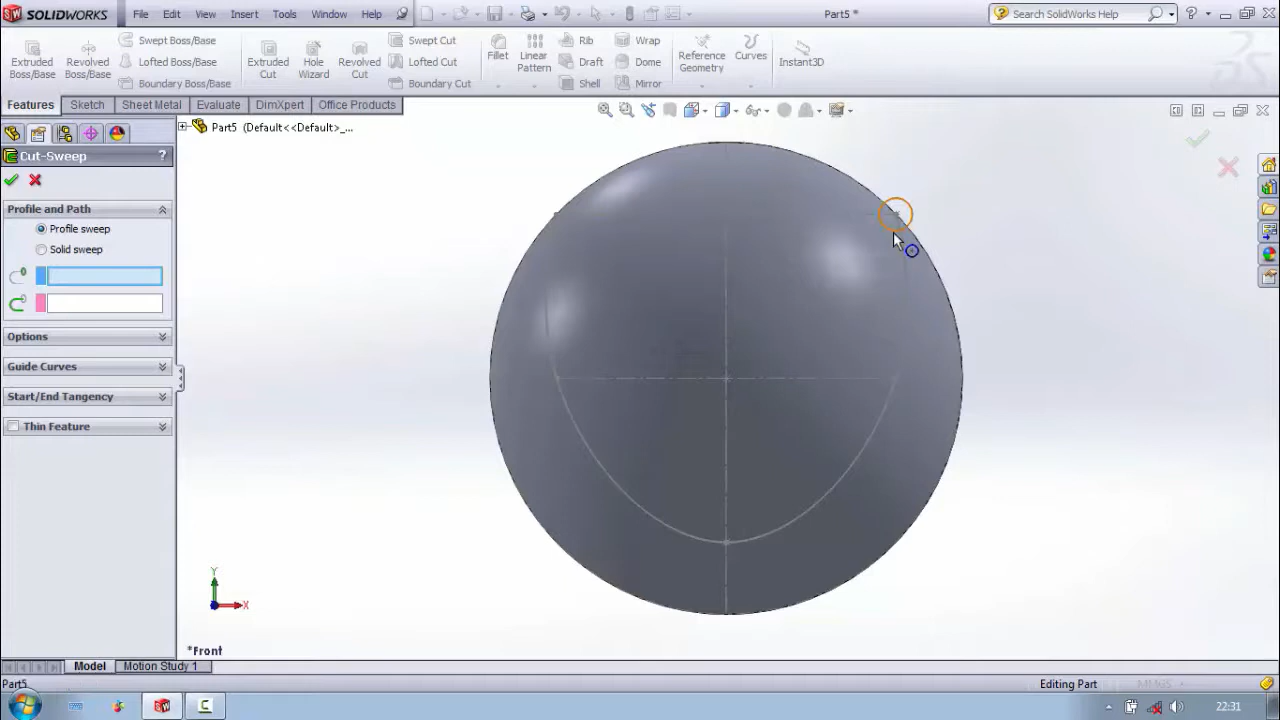 SOLIDWORKS File Edit View Insert Tools Window Help Part5 * Search SolidWorks Help
Extruded Boss/Base Revolved Boss/Base Swept Boss/Base Lofted Boss/Base Boundary Boss/Base Extruded Cut Hole Wizard Revolved Cut Swept Cut Lofted Cut Boundary Cut Fillet Linear Pattern Rib Draft Shell Wrap Dome Mirror Reference Geometry Curves Instant3D
Features Sketch Sheet Metal Evaluate DimXpert Office Products
Part5 (Default<<Default>_...
Cut-Sweep ?
Profile and Path
Profile sweep
Solid sweep
Options
Guide Curves
Start/End Tangency
Thin Feature
Y
X
*Front
Model Motion Study 1
Part5 Editing Part MMGS
22:31